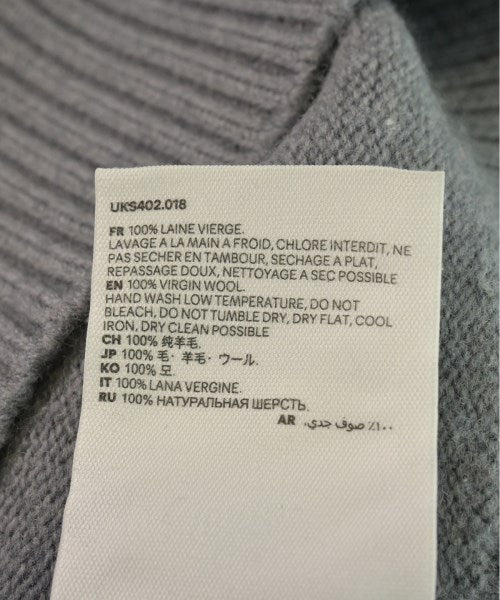 UKS402.018
FR 100% LAINE VIERGE.
LAVAGE A LA MAIN A FROID, CHLORE INTERDIT, NE
PAS SECHER EN TAMBOUR, SECHAGE A PLAT,
REPASSAGE DOUX, NETTOYAGE A SEC POSSIBLE
EN 100% VIRGIN WOOL.
HAND WASH LOW TEMPERATURE, DO NOT
BLEACH, DO NOT TUMBLE DRY, DRY FLAT, COOL
IRON, DRY CLEAN POSSIBLE
CH 100% 纯羊毛.
JP 100% 毛· 羊毛· ウール.
KO 100% 모.
IT 100% LANA VERGINE.
RU 100% НАТУРАЛЬНАЯ ШЕРСТЬ.
AR ١٠٠٪ صوف جدي.